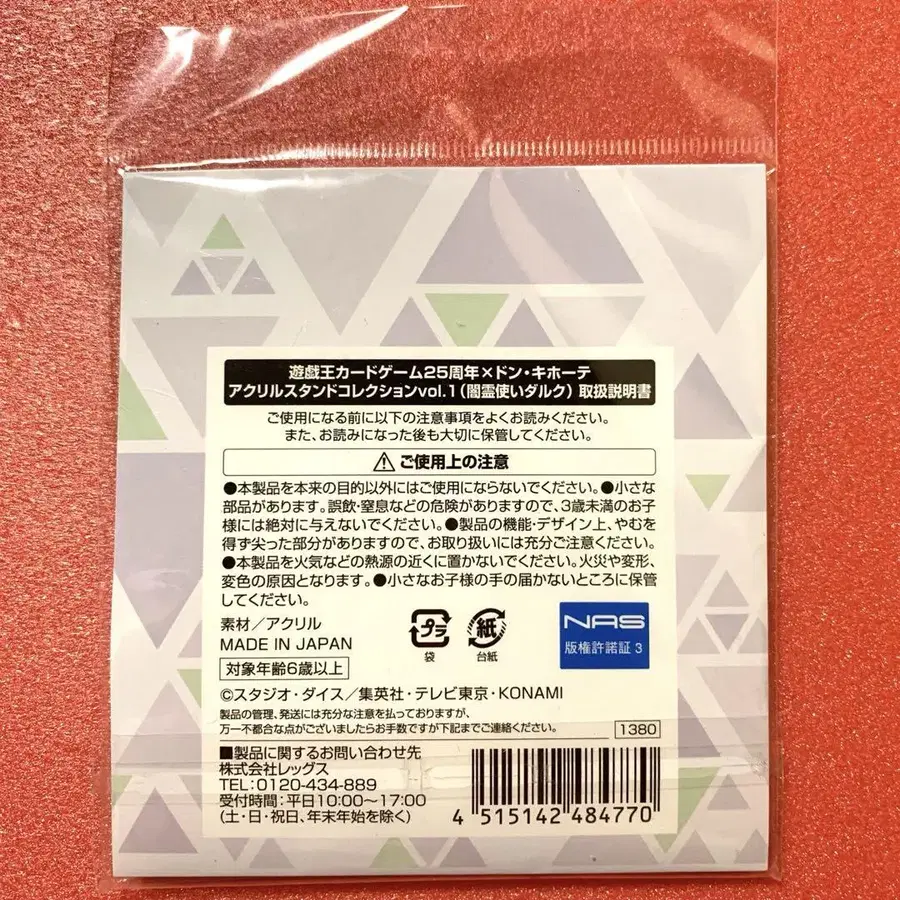 遊戯王カードゲーム25周年×ドン・キホーテ
アクリルスタンドコレクションvol.1（闇霊使いダルク）取扱説明書
ご使用になる前に以下の注意事項をよくお読みください。
また、お読みになった後も大切に保管してください。
ご使用上の注意
●本製品を本来の目的以外にはご使用にならないでください。●小さな
部品があります。誤飲・窒息などの危険がありますので、3歳未満のお子
様には絶対に与えないでください。●製品の機能・デザイン上、やむを
得ず尖った部分がありますので、お取り扱いには充分ご注意ください。
●本製品を火気などの熱源の近くに置かないでください。火災や変形、
変色の原因となります。●小さなお子様の手の届かないところに保管
してください。
素材／アクリル
MADE IN JAPAN
対象年齢6歳以上
プラ
袋
紙
台紙
NAS
版権許諾証 3
©スタジオ・ダイス／集英社・テレビ東京・KONAMI
製品の管理、発送には充分な注意を払っておりますが、
万一不都合な点がございましたらお手数ですが下記までご連絡ください。
1380
■製品に関するお問い合わせ先
株式会社レッグス
TEL:0120-434-889
受付時間：平日10:00～17:00
(土・日・祝日、年末年始を除く)
4 515142 484770